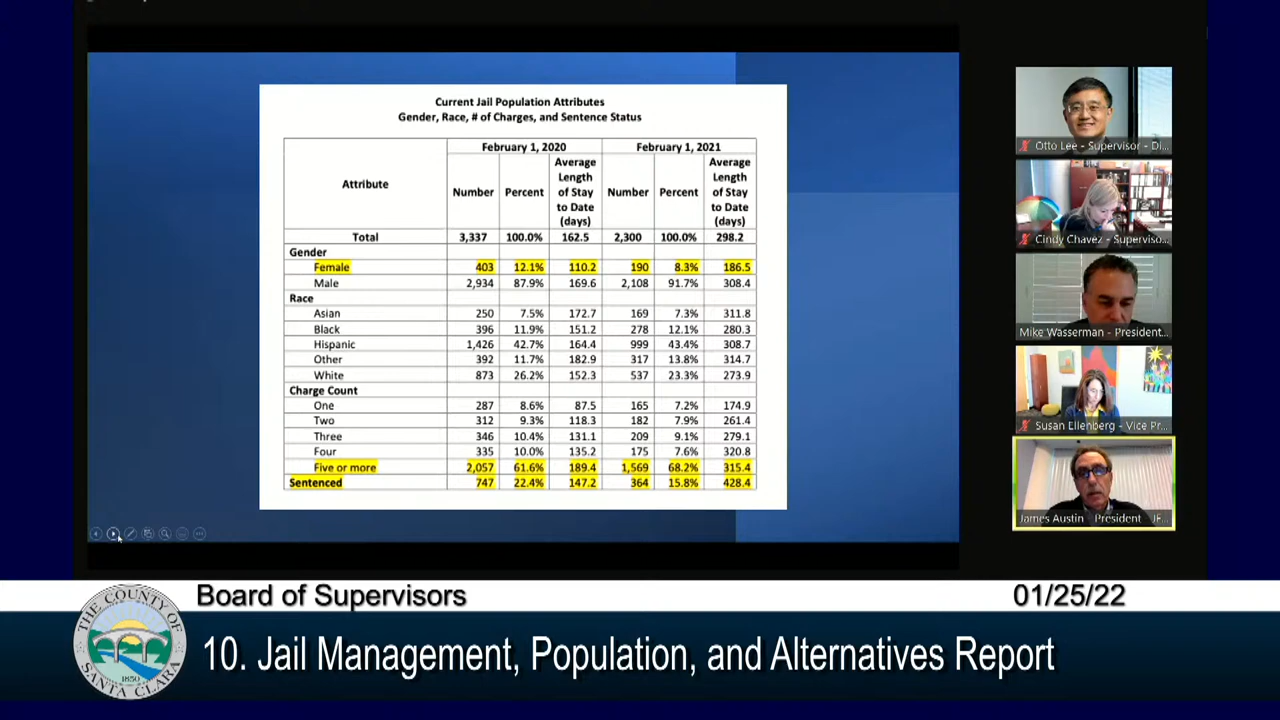 Current Jail Population Attributes
Gender, Race, # of Charges, and Sentence Status
February 1, 2020 February 1, 2021
Attribute Number Percent Average Length of Stay to Date (days) Number Percent Average Length of Stay to Date (days)
Total 3,337 100.0% 162.5 2,300 100.0% 298.2
Gender
Female 403 12.1% 110.2 190 8.3% 186.5
Male 2,934 87.9% 169.6 2,108 91.7% 308.4
Race
Asian 250 7.5% 172.7 169 7.3% 311.8
Black 396 11.9% 151.2 278 12.1% 280.3
Hispanic 1,426 42.7% 164.4 999 43.4% 308.7
Other 392 11.7% 182.9 317 13.8% 314.7
White 873 26.2% 152.3 537 23.3% 273.9
Charge Count
One 287 8.6% 87.5 165 7.2% 174.9
Two 312 9.3% 118.3 182 7.9% 261.4
Three 346 10.4% 131.1 209 9.1% 279.1
Four 335 10.0% 135.2 175 7.6% 320.8
Five or more 2,057 61.6% 189.4 1,569 68.2% 315.4
Sentenced 747 22.4% 147.2 364 15.8% 428.4
Otto Lee - Supervisor - Di...
Cindy Chavez - Superviso...
Mike Wasserman - President...
Susan Ellenberg - Vice Pr...
James Austin - President - JF...
Board of Supervisors 01/25/22
10. Jail Management, Population, and Alternatives Report
THE COUNTY OF
SANTA CLARA
1850